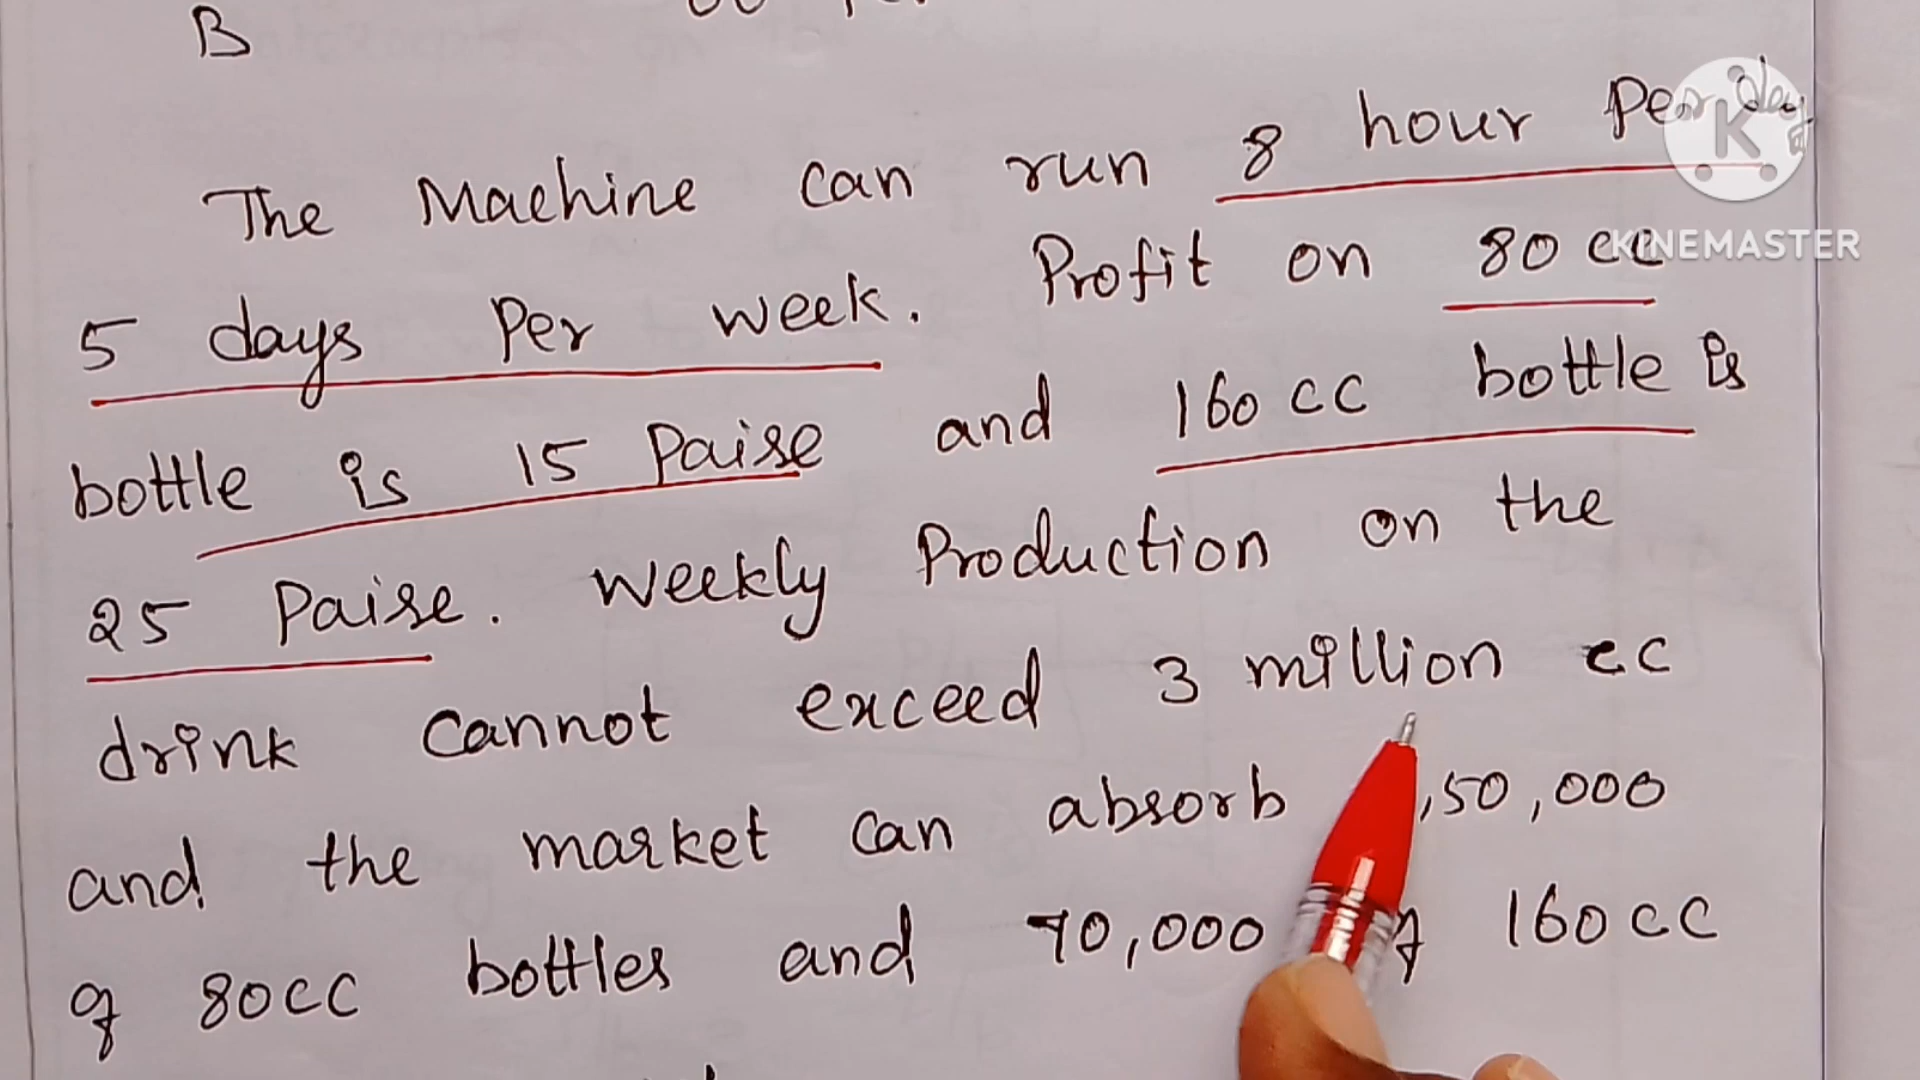 B
The Machine can run 8 hour Per day
5 days Per week. Profit on 80 cc
bottle is 15 Paise and 160 cc bottle is
25 Paise. Weekly Production on the
drink cannot exceed 3 million cc
and the market can absorb ,50,000
of 80cc bottles and 70,000 160cc
KINEMASTER